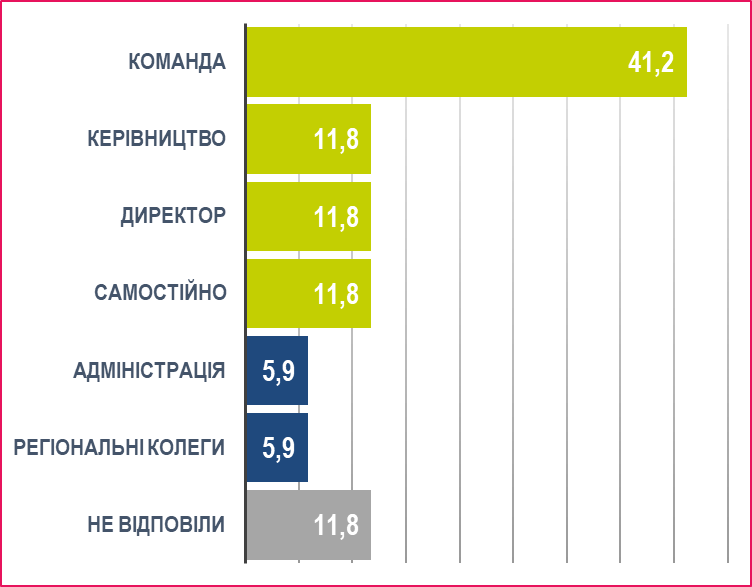 КОМАНДА 41,2
КЕРІВНИЦТВО 11,8
ДИРЕКТОР 11,8
САМОСТІЙНО 11,8
АДМІНІСТРАЦІЯ 5,9
РЕГІОНАЛЬНІ КОЛЕГИ 5,9
НЕ ВІДПОВІЛИ 11,8